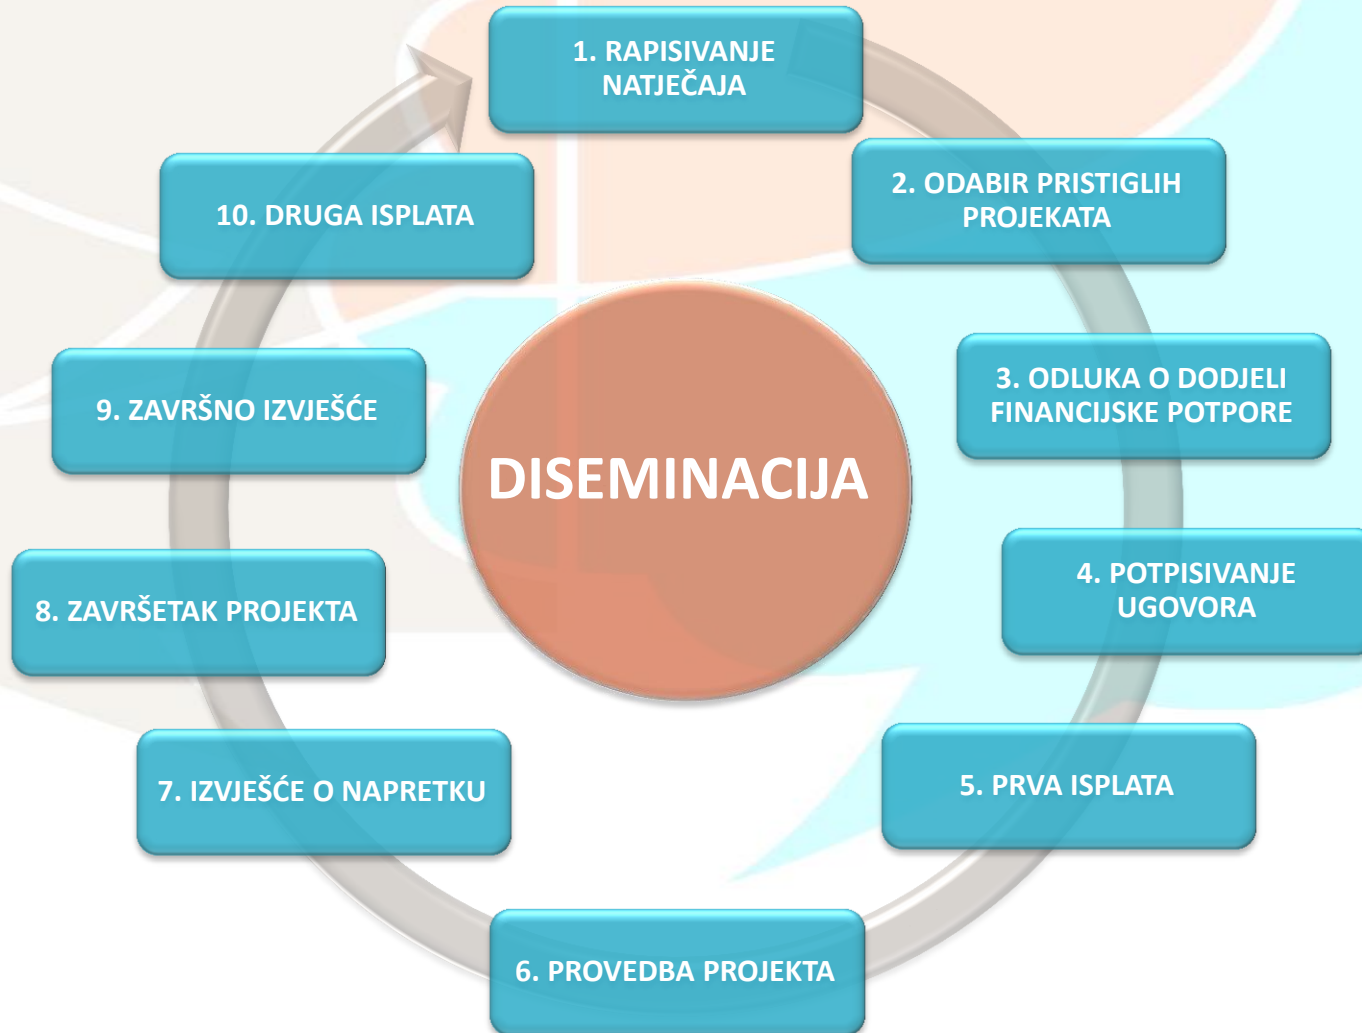 1. RAPISIVANJE
NATJEČAJA
2. ODABIR PRISTIGLIH
PROJEKATA
3. ODLUKA O DODJELI
FINANCIJSKE POTPORE
4. POTPISIVANJE
UGOVORA
5. PRVA ISPLATA
6. PROVEDBA PROJEKTA
7. IZVJEŠĆE O NAPRETKU
8. ZAVRŠETAK PROJEKTA
9. ZAVRŠNO IZVJEŠĆE
10. DRUGA ISPLATA
DISEMINACIJA